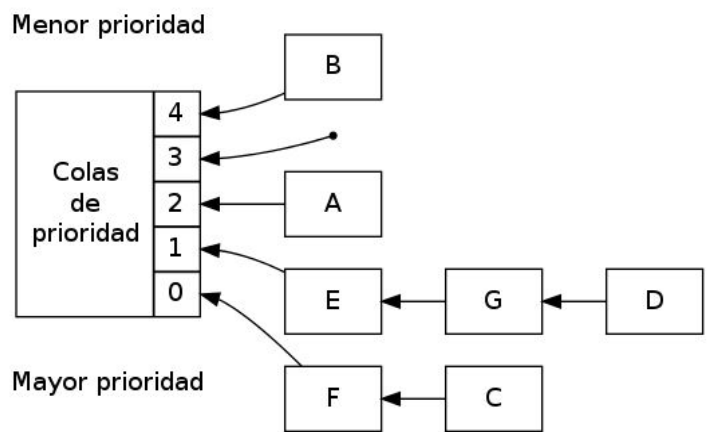 Menor prioridad
B
4
3
Colas
de
prioridad
2
A
1
E
G
D
0
Mayor prioridad
F
C